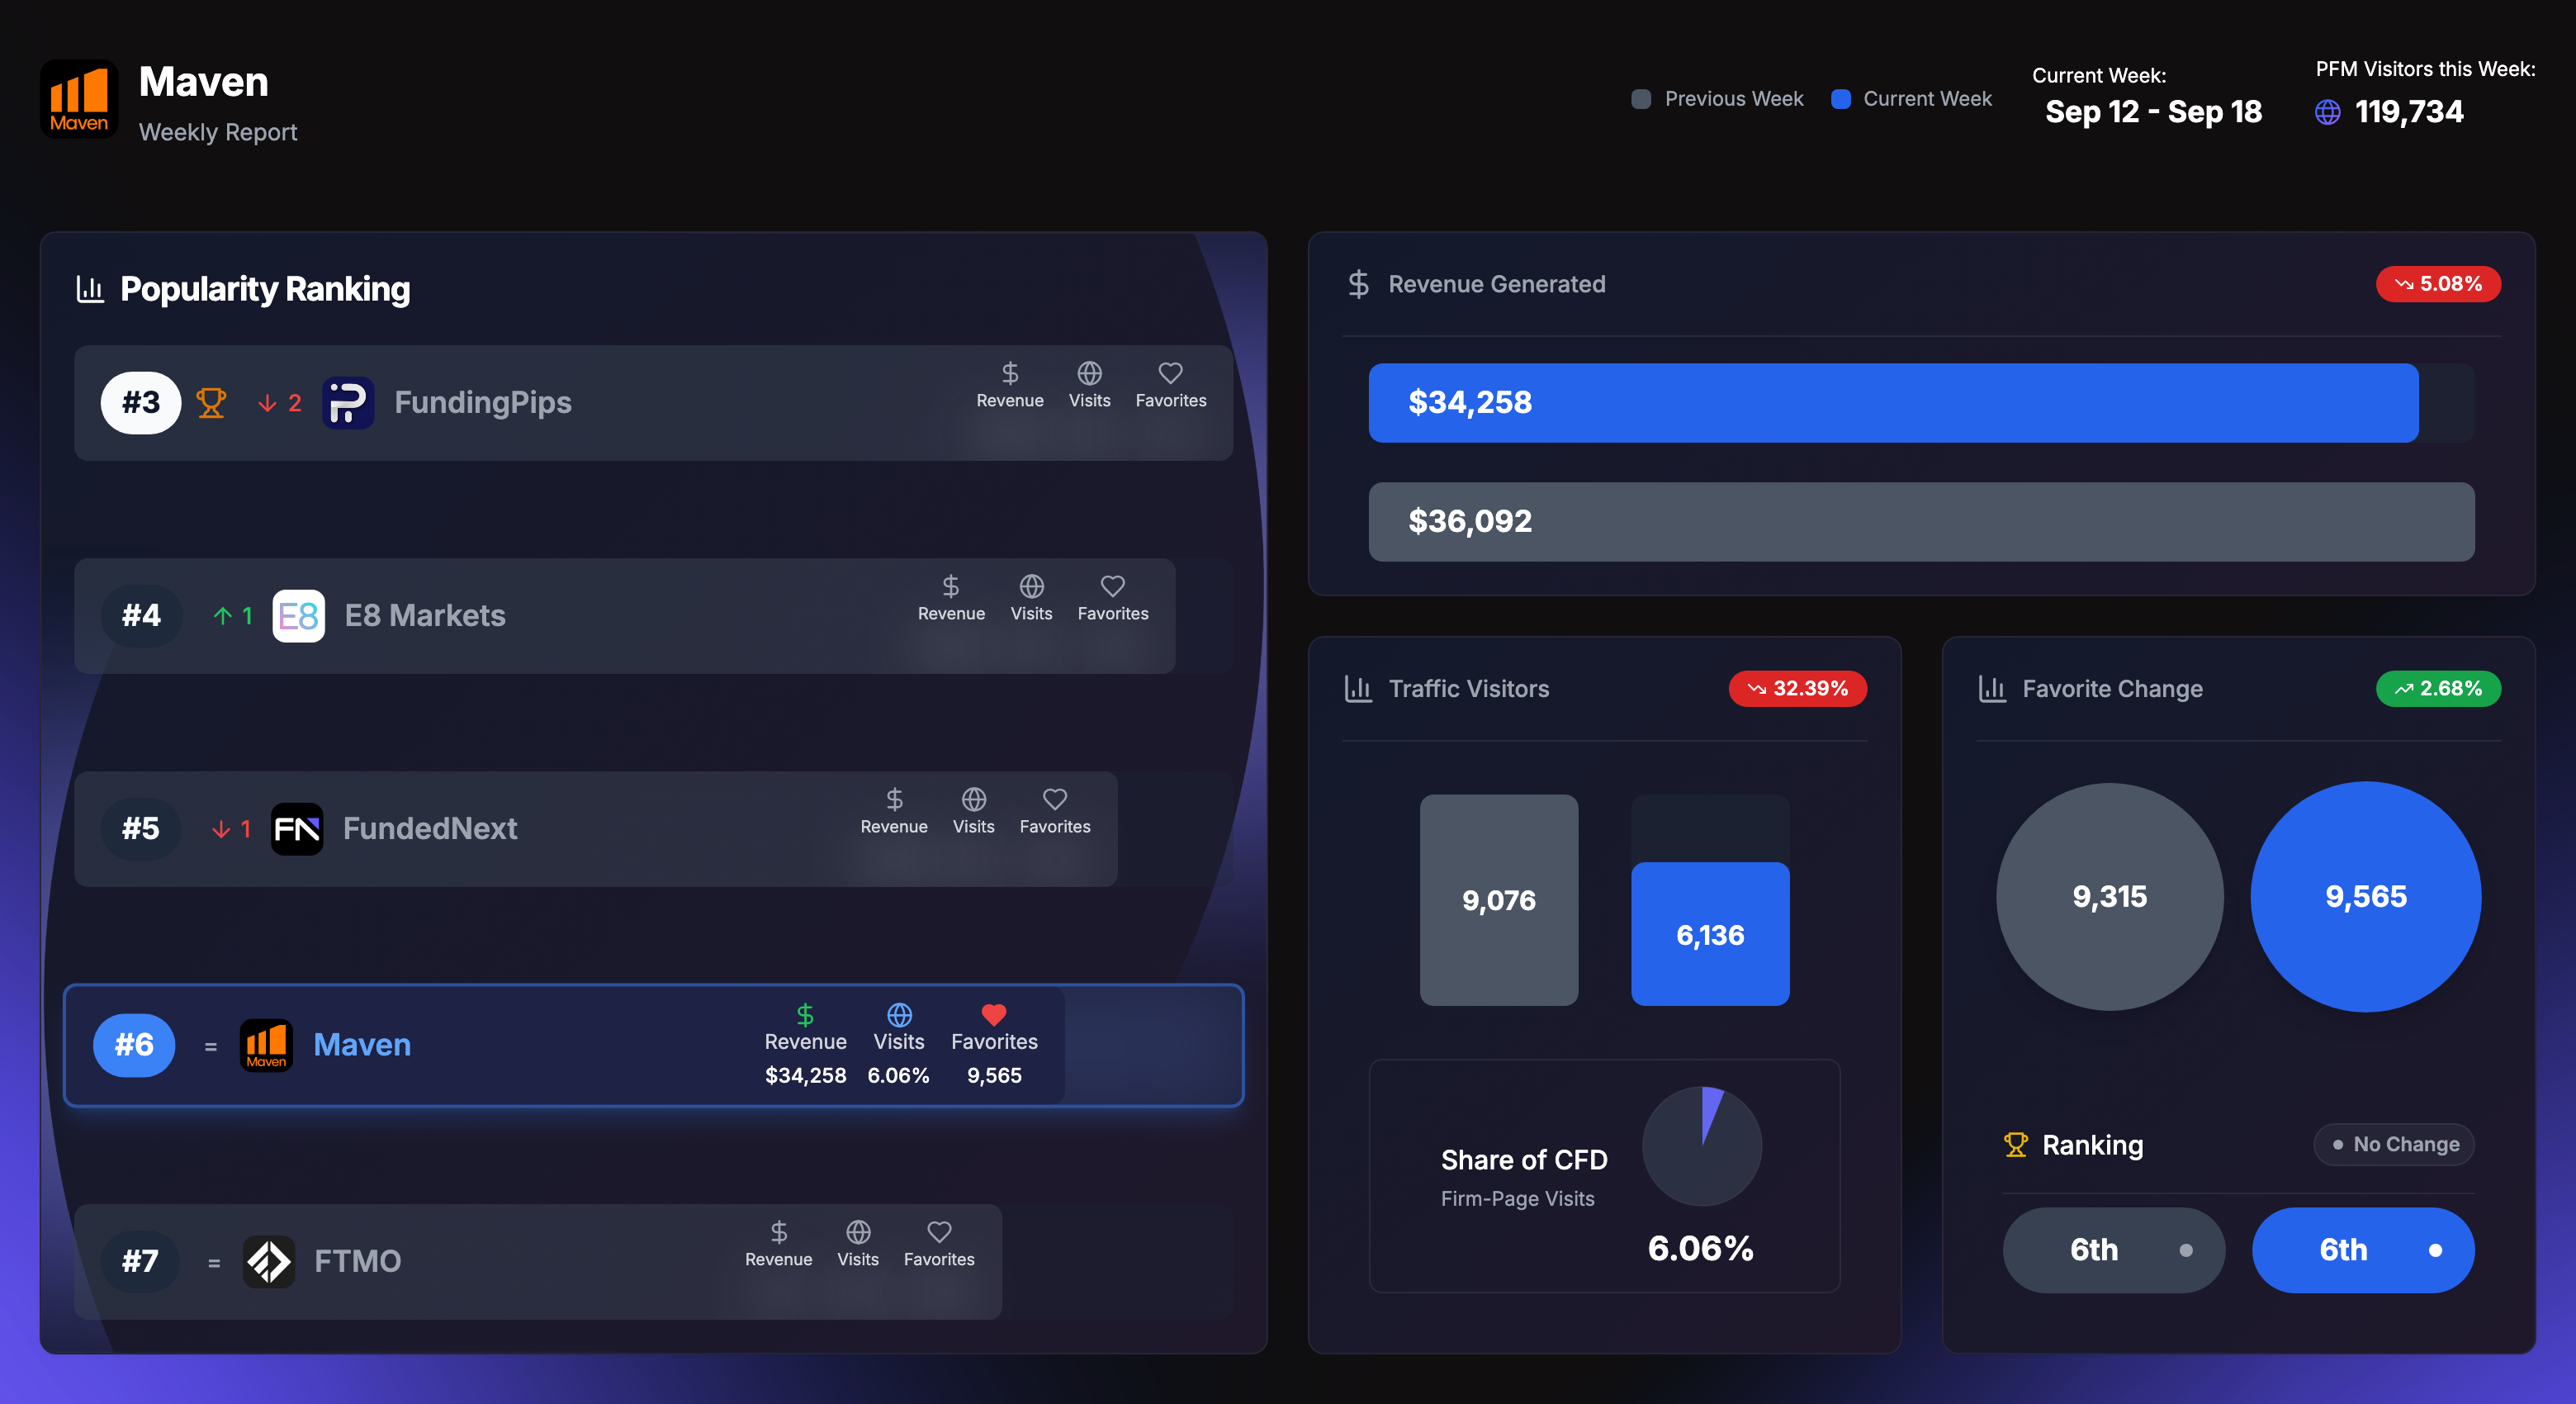 Maven
Maven
Weekly Report
Previous Week
Current Week
Current Week:
Sep 12 - Sep 18
PFM Visitors this Week:
119,734
Popularity Ranking
#3
2
FundingPips
Revenue
Visits
Favorites
#4
1
E8
E8 Markets
Revenue
Visits
Favorites
#5
1
FN
FundedNext
Revenue
Visits
Favorites
#6
=
Maven
Maven
Revenue
Visits
Favorites
$34,258
6.06%
9,565
#7
=
FTMO
Revenue
Visits
Favorites
Revenue Generated
5.08%
$34,258
$36,092
Traffic Visitors
32.39%
9,076
6,136
Share of CFD
Firm-Page Visits
6.06%
Favorite Change
2.68%
9,315
9,565
Ranking
No Change
6th
6th